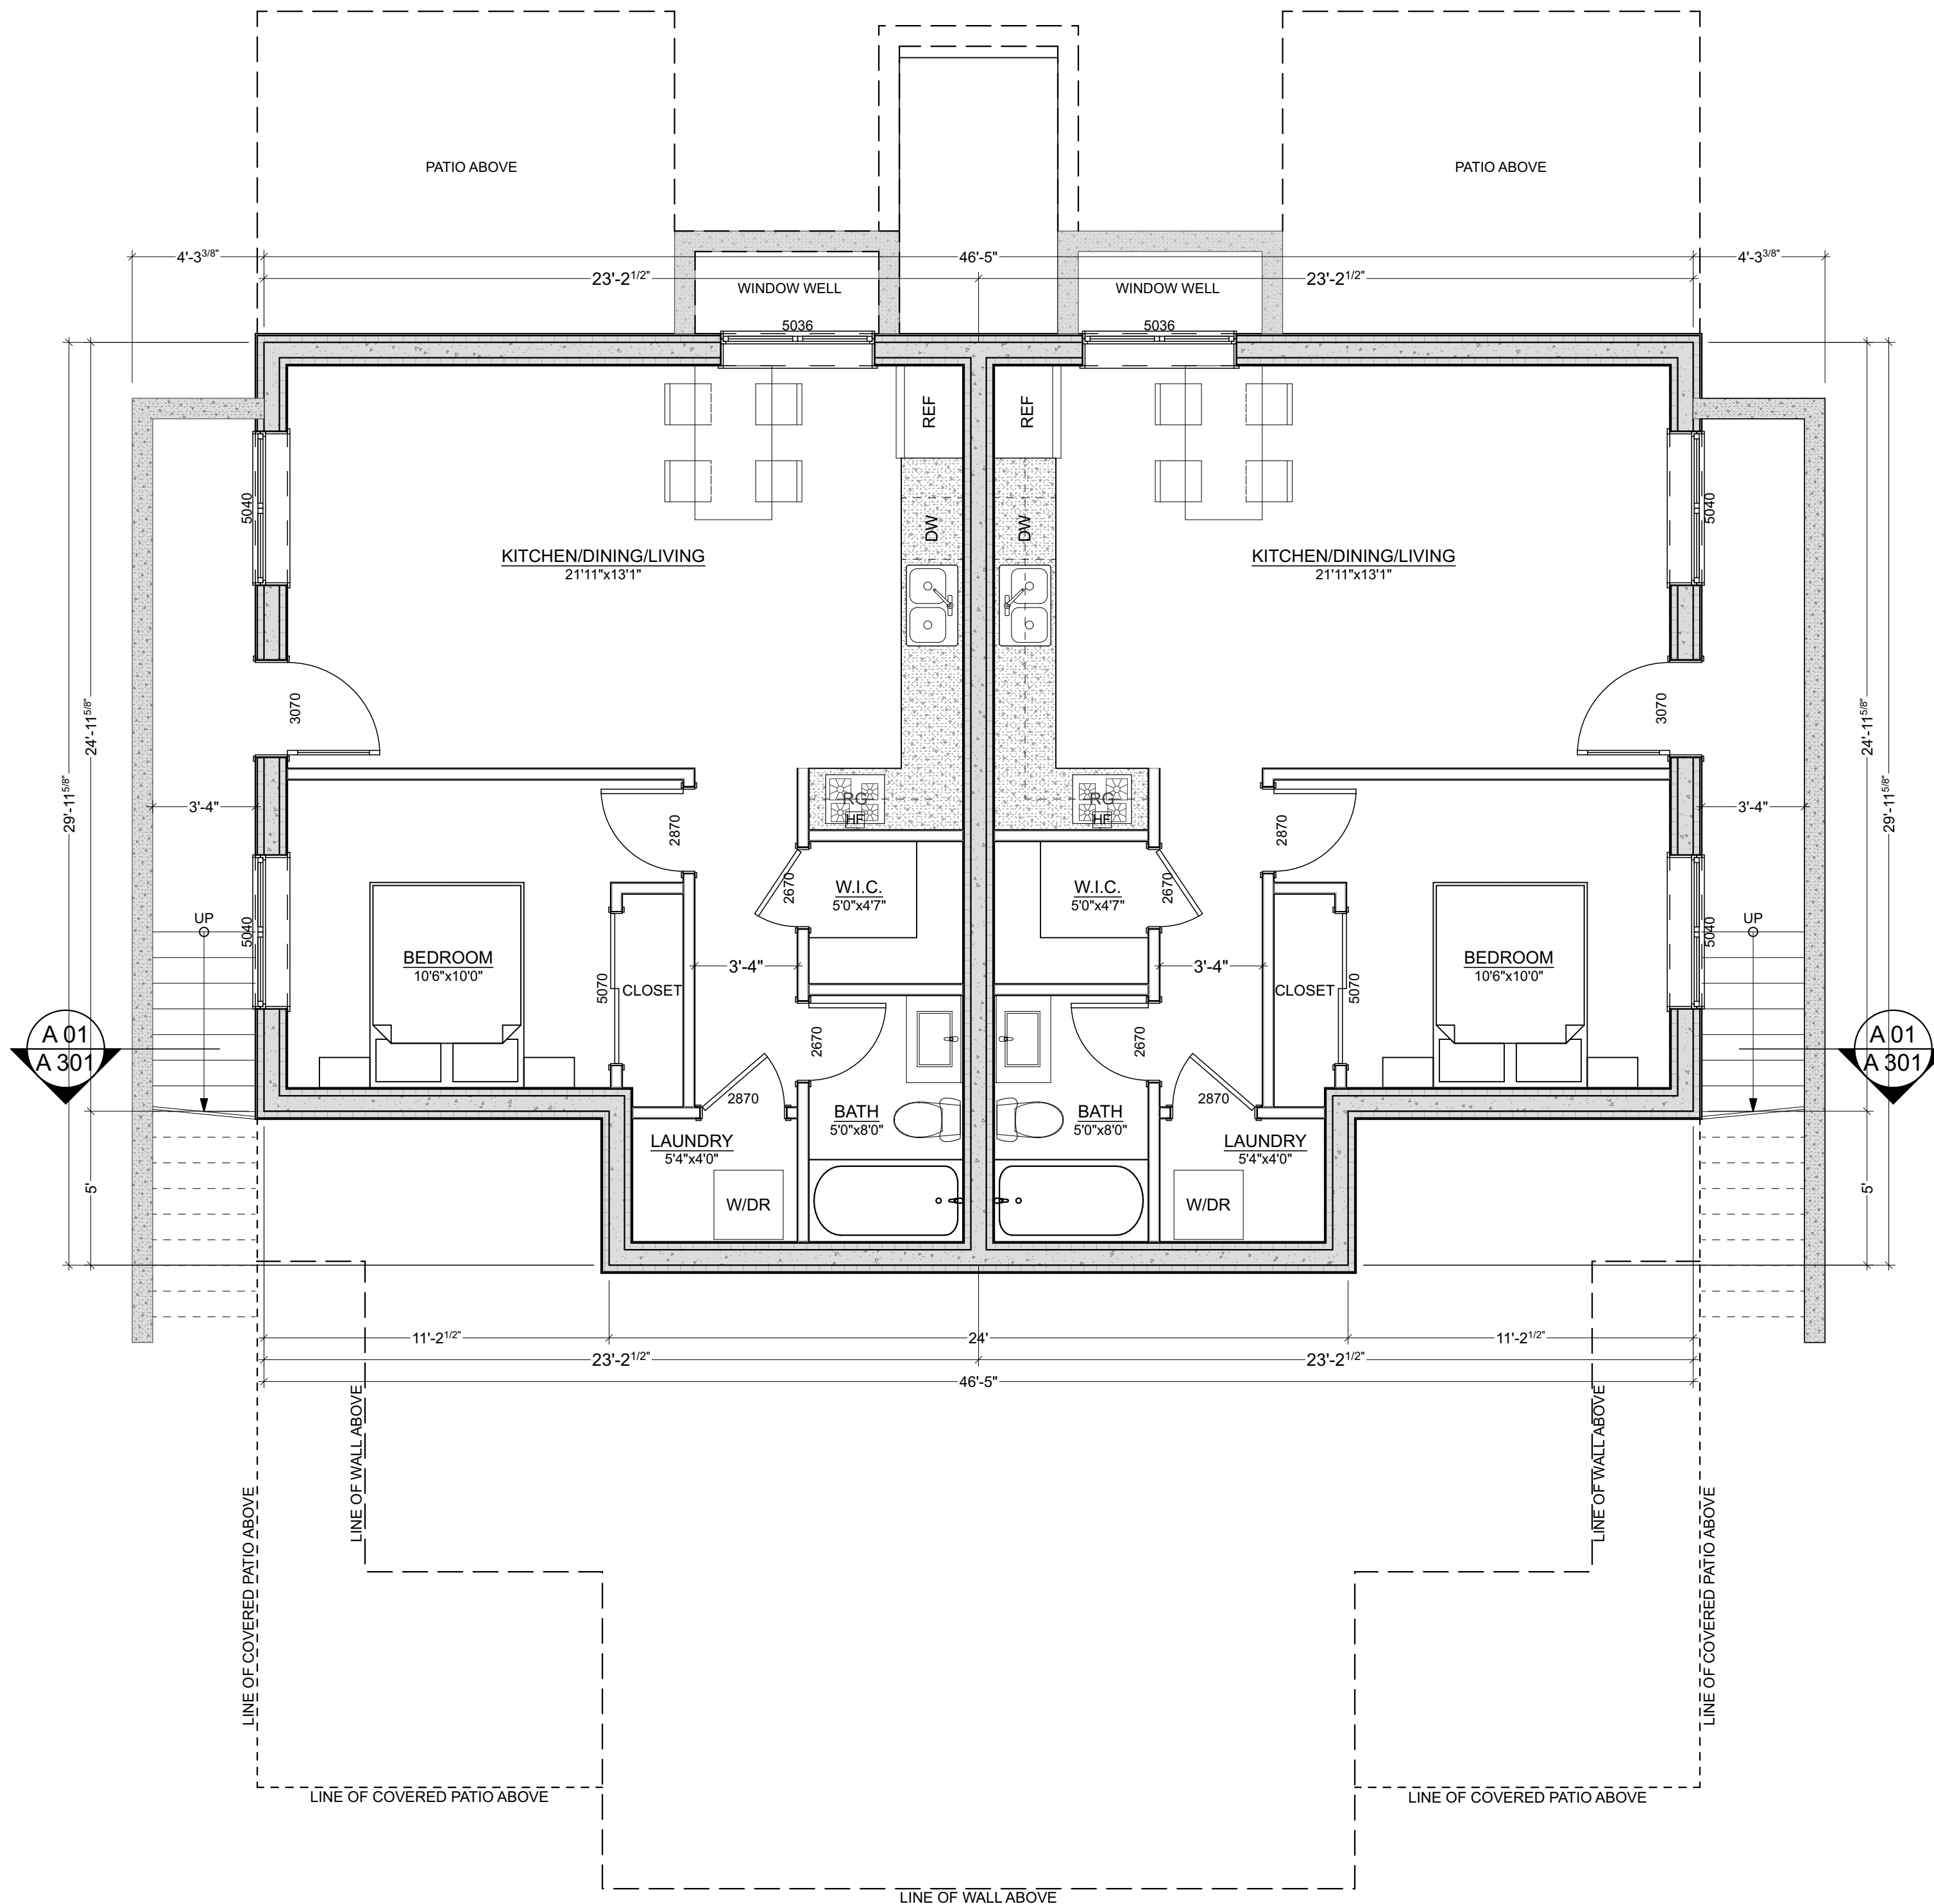 PATIO ABOVE
PATIO ABOVE
4'-3 3/8"
46'-5"
4'-3 3/8"
23'-2 1/2"
23'-2 1/2"
WINDOW WELL
WINDOW WELL
5036
5036
REF
REF
5040
5040
DW
DW
KITCHEN/DINING/LIVING
21'11"x13'1"
KITCHEN/DINING/LIVING
21'11"x13'1"
3070
3070
24'-11 5/8"
24'-11 5/8"
29'-11 5/8"
29'-11 5/8"
3'-4"
3'-4"
RG
HF
RG
HF
2870
2870
2670
2670
W.I.C.
5'0"x4'7"
W.I.C.
5'0"x4'7"
UP
UP
5040
5040
BEDROOM
10'6"x10'0"
BEDROOM
10'6"x10'0"
3'-4"
3'-4"
5070
CLOSET
CLOSET
5070
A 01
A 301
A 01
A 301
2670
2670
2870
2870
BATH
5'0"x8'0"
BATH
5'0"x8'0"
LAUNDRY
5'4"x4'0"
LAUNDRY
5'4"x4'0"
5'
5'
W/DR
W/DR
11'-2 1/2"
24'
11'-2 1/2"
23'-2 1/2"
23'-2 1/2"
46'-5"
LINE OF WALL ABOVE
LINE OF WALL ABOVE
LINE OF COVERED PATIO ABOVE
LINE OF COVERED PATIO ABOVE
LINE OF COVERED PATIO ABOVE
LINE OF COVERED PATIO ABOVE
LINE OF WALL ABOVE